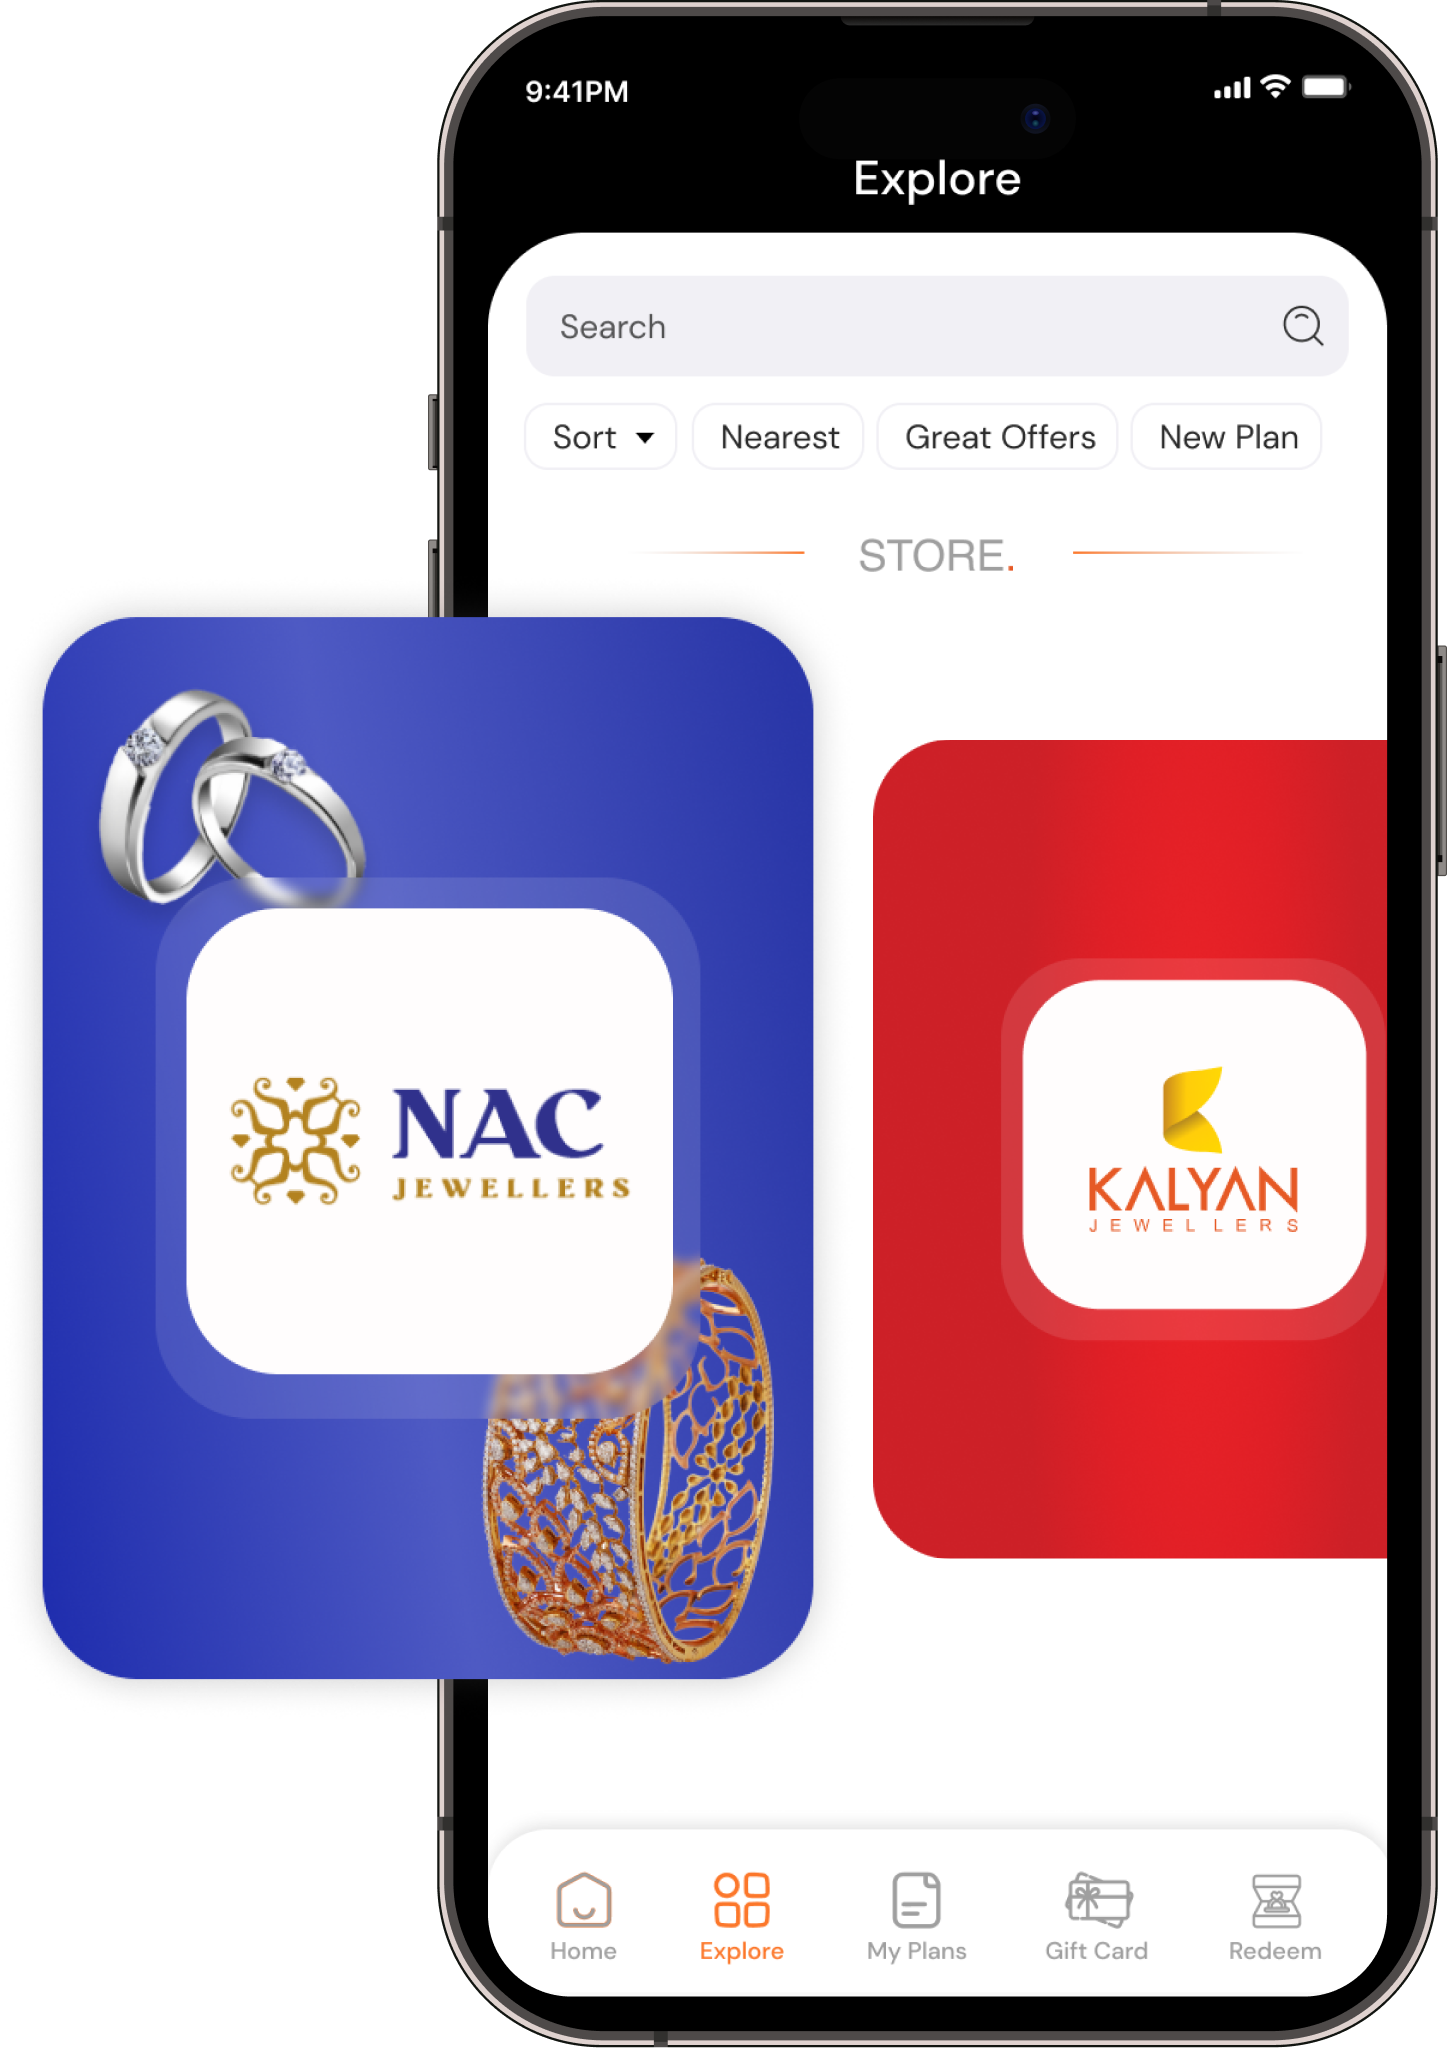 9:41PM
Explore
Search
Sort Nearest Great Offers New Plan
STORE.
NAC
JEWELLERS
KALYAN
JEWELLERS
Home Explore My Plans Gift Card Redeem